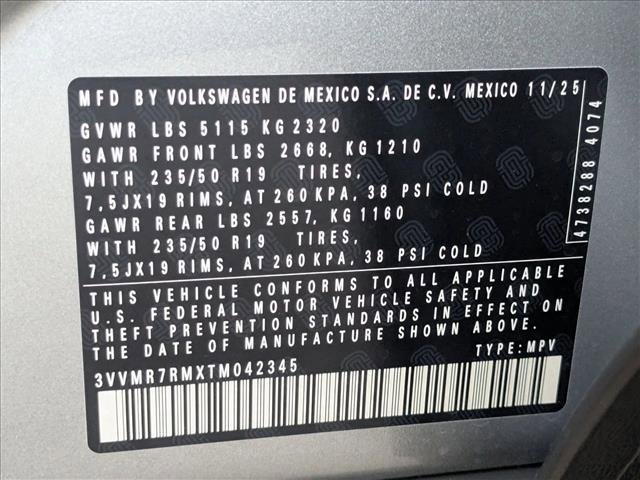 MFD BY VOLKSWAGEN DE MEXICO S.A. DE C.V. MEXICO 11/25
GVWR LBS 5115 KG 2320
GAWR FRONT LBS 2668, KG 1210
WITH 235/50 R19 TIRES,
7,5JX19 RIMS, AT 260 KPA, 38 PSI COLD
GAWR REAR LBS 2557, KG 1160
WITH 235/50 R19 TIRES,
7,5JX19 RIMS, AT 260 KPA, 38 PSI COLD
4738288 4074
THIS VEHICLE CONFORMS TO ALL APPLICABLE
U.S. FEDERAL MOTOR VEHICLE SAFETY AND
THEFT PREVENTION STANDARDS IN EFFECT ON
THE DATE OF MANUFACTURE SHOWN ABOVE.
3VVMR7RMXTM042345 TYPE: MPV